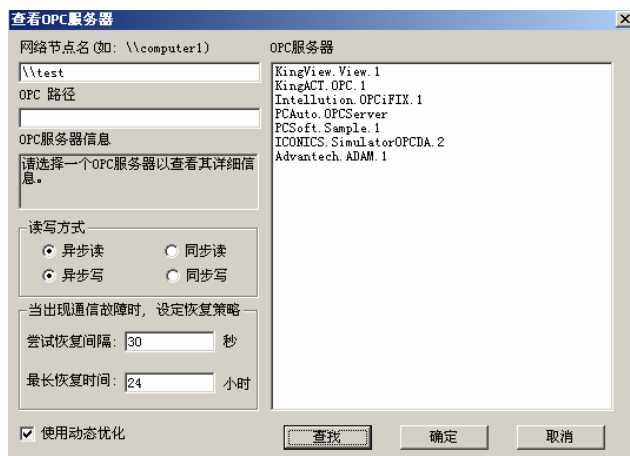 查看OPC服务器
网络节点名(如: \\computer1)
\\test
OPC 路径
OPC服务器信息
请选择一个OPC服务器以查看其详细信
息。
读写方式
异步读 同步读
异步写 同步写
当出现通信故障时，设定恢复策略
尝试恢复间隔: 30 秒
最长恢复时间: 24 小时
使用动态优化
OPC服务器
KingView.View.1
KingACT.OPC.1
Intellution.OPCiFIX.1
PCAuto.OPCServer
PCSoft.Sample.1
ICONICS.SimulatorOPCDA.2
Advantech.ADAM.1
查找 确定 取消